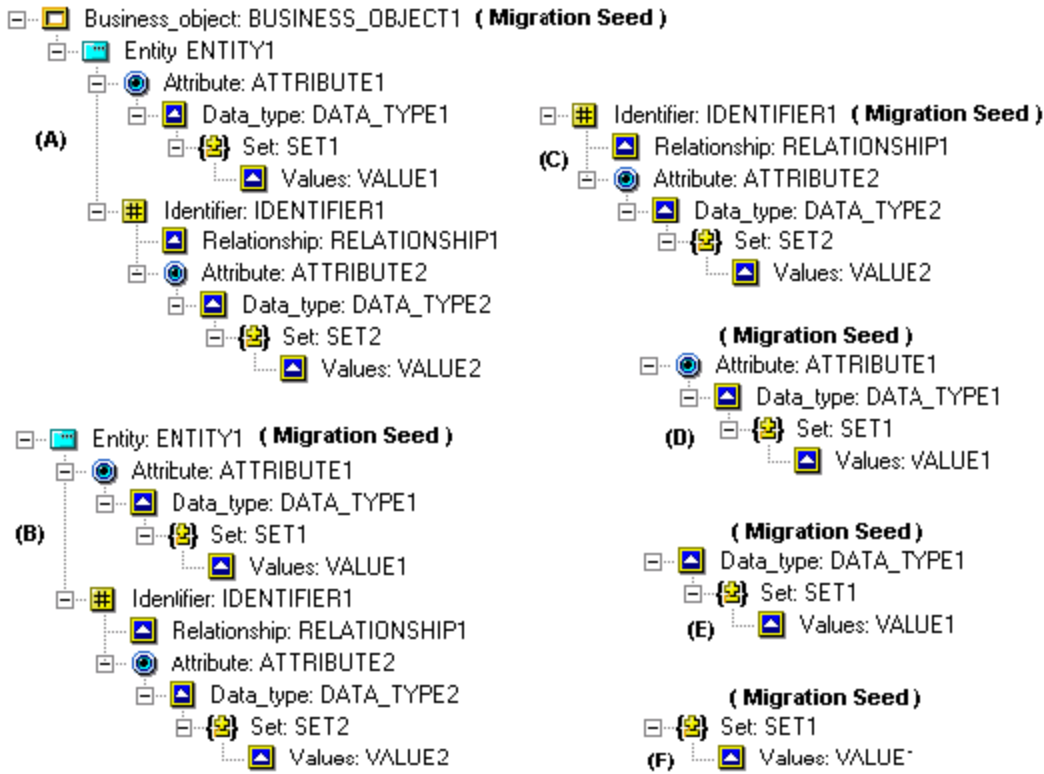 Business_object: BUSINESS_OBJECT1 ( Migration Seed )
Entity ENTITY1
Attribute: ATTRIBUTE1
Data_type: DATA_TYPE1
(A)
Set: SET1
Values: VALUE1
Identifier: IDENTIFIER1
Relationship: RELATIONSHIP1
Attribute: ATTRIBUTE2
Data_type: DATA_TYPE2
Set: SET2
Values: VALUE2
Entity: ENTITY1 ( Migration Seed )
Attribute: ATTRIBUTE1
Data_type: DATA_TYPE1
(B)
Set: SET1
Values: VALUE1
Identifier: IDENTIFIER1
Relationship: RELATIONSHIP1
Attribute: ATTRIBUTE2
Data_type: DATA_TYPE2
Set: SET2
Values: VALUE2
Identifier: IDENTIFIER1 ( Migration Seed )
Relationship: RELATIONSHIP1
(C)
Attribute: ATTRIBUTE2
Data_type: DATA_TYPE2
Set: SET2
Values: VALUE2
( Migration Seed )
Attribute: ATTRIBUTE1
Data_type: DATA_TYPE1
(D)
Set: SET1
Values: VALUE1
( Migration Seed )
Data_type: DATA_TYPE1
Set: SET1
(E)
Values: VALUE1
( Migration Seed )
Set: SET1
(F)
Values: